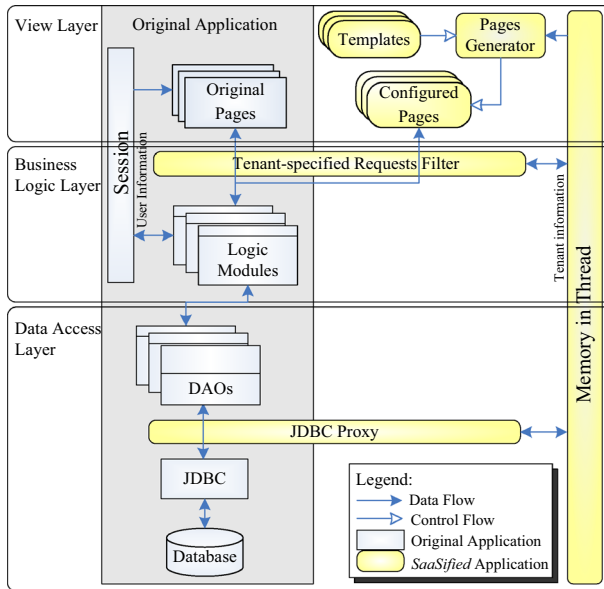 View Layer
Original Application
Templates
Pages
Generator
Original
Pages
Configured
Pages
Business
Logic Layer
Session
User Information
Tenant-specified Requests Filter
Tenant information
Memory in Thread
Logic
Modules
Data Access
Layer
DAOs
JDBC Proxy
JDBC
Database
Legend:
Data Flow
Control Flow
Original Application
SaaSified Application